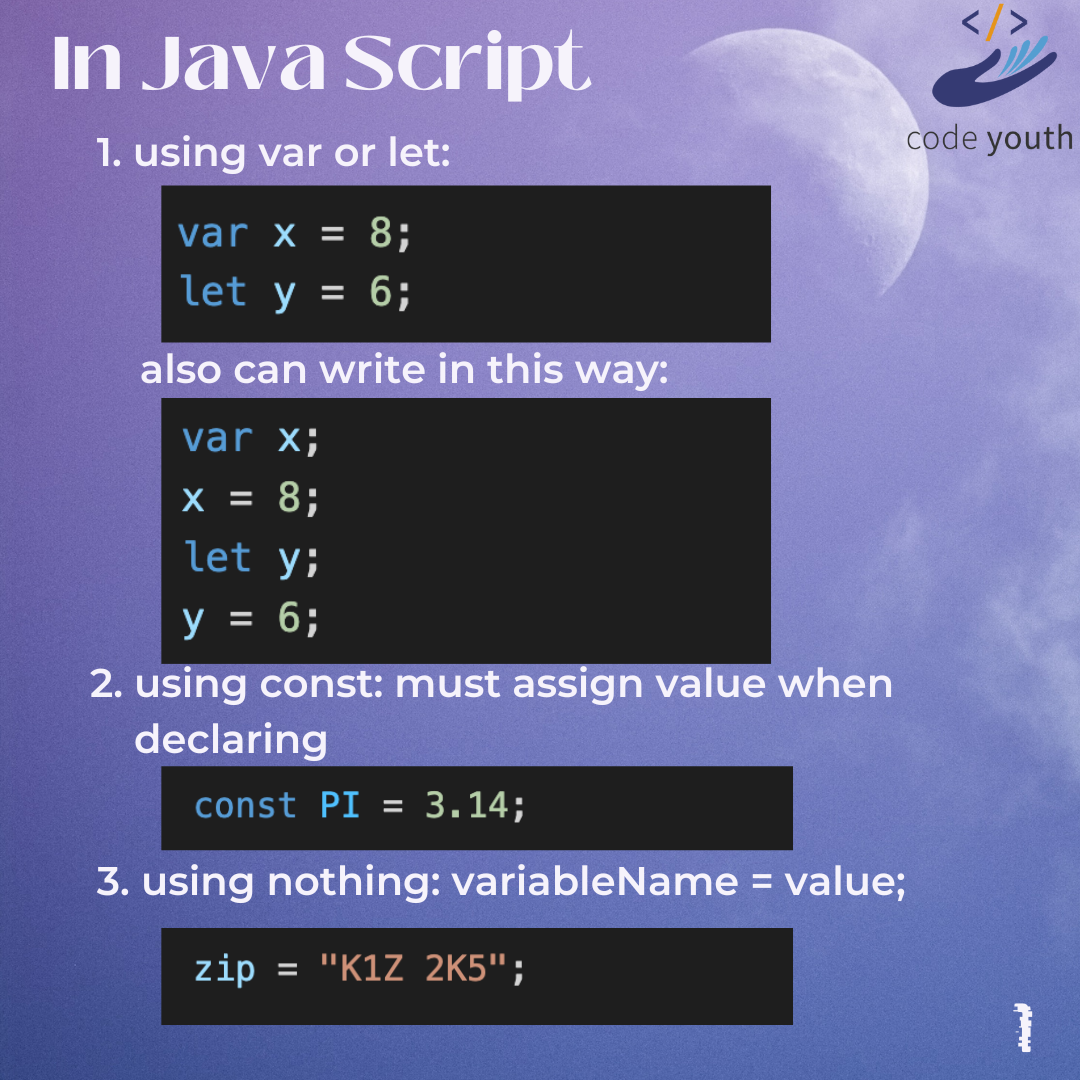 In Java Script
</>
code youth
1. using var or let:
var x = 8;
let y = 6;
also can write in this way:
var x;
x = 8;
let y;
y = 6;
2. using const: must assign value when
declaring
const PI = 3.14;
3. using nothing: variableName = value;
zip = "K1Z 2K5";
1